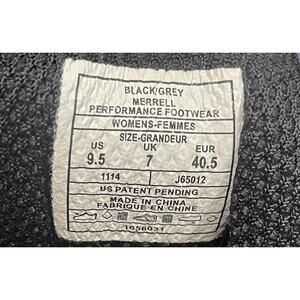 BLACK/GREY
MERRELL
PERFORMANCE FOOTWEAR
WOMENS-FEMMES
SIZE-GRANDEUR
US UK EUR
9.5 7 40.5
1114 J65012
US PATENT PENDING
MADE IN CHINA
FABRIQUE EN CHINE
1656031